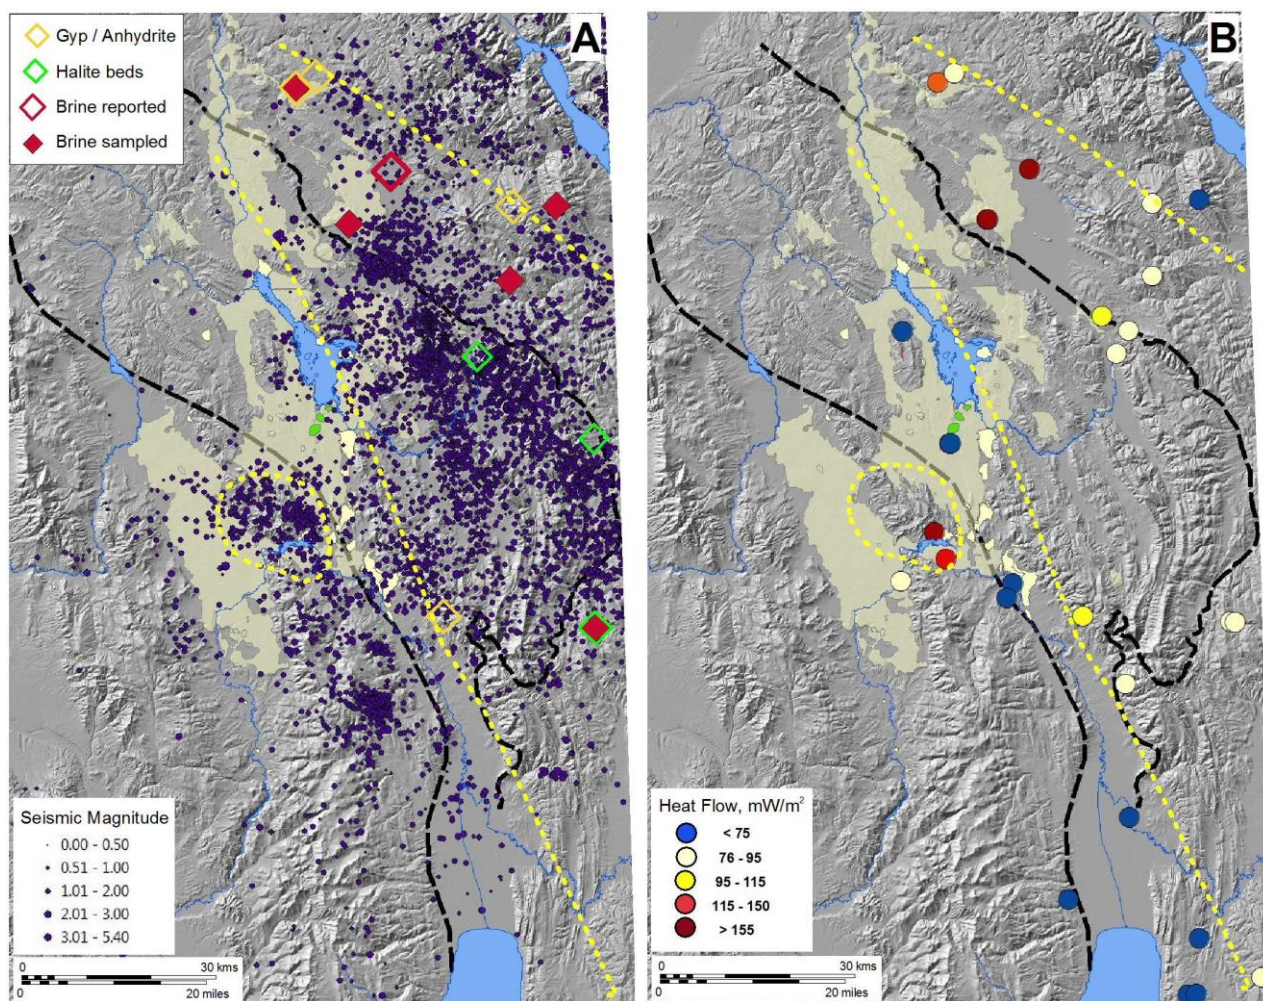 A
Gyp / Anhydrite
Halite beds
Brine reported
Brine sampled
Seismic Magnitude
0.00 - 0.50
0.51 - 1.00
1.01 - 2.00
2.01 - 3.00
3.01 - 5.40
0 30 kms
0 20 miles
B
Heat Flow, mW/m²
< 75
76 - 95
95 - 115
115 - 150
> 155
0 30 kms
0 20 miles